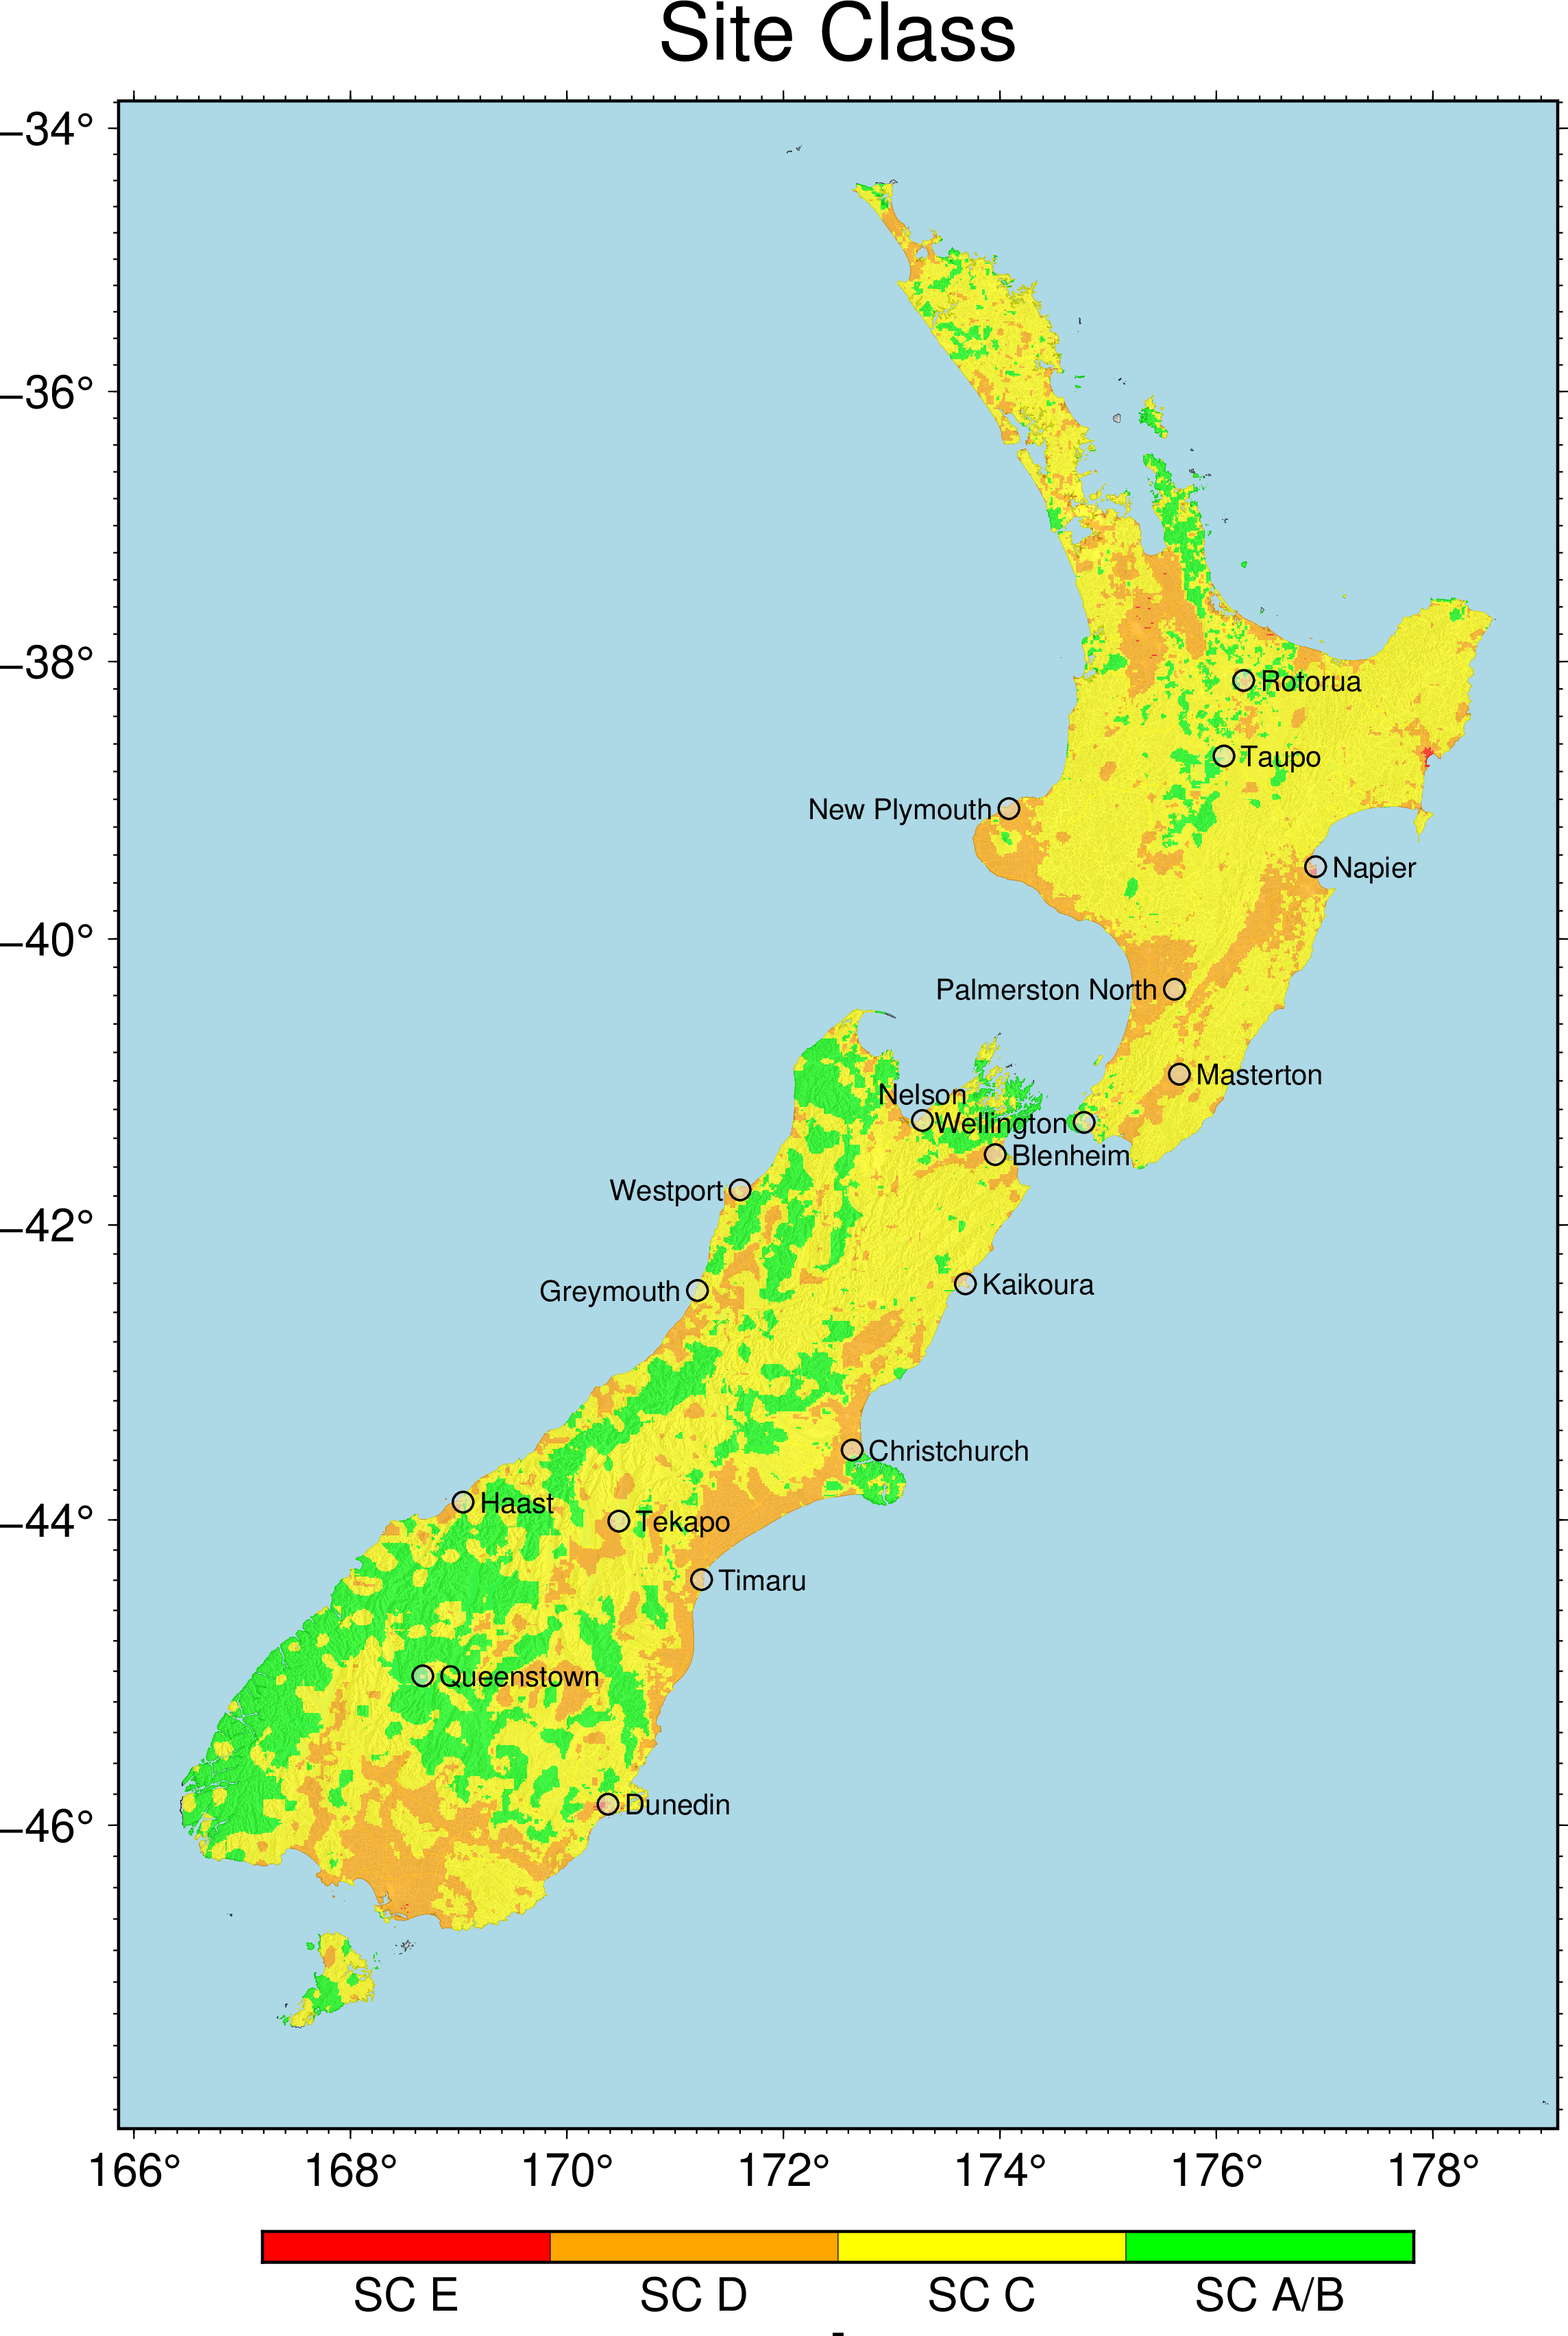 Site Class
–34°
–36°
–38°
Rotorua
Taupo
New Plymouth
Napier
–40°
Palmerston North
Masterton
Nelson
Wellington
Blenheim
Westport
–42°
Kaikoura
Greymouth
Christchurch
Haast
–44°
Tekapo
Timaru
Queenstown
Dunedin
–46°
166° 168° 170° 172° 174° 176° 178°
SC E SC D SC C SC A/B
-